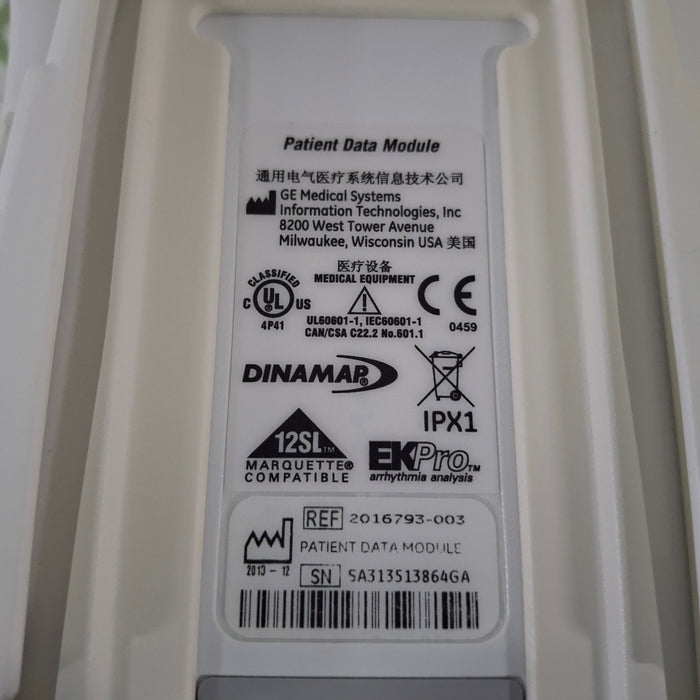 Patient Data Module
通用电气医疗系统信息技术公司
GE Medical Systems
Information Technologies, Inc
8200 West Tower Avenue
Milwaukee, Wisconsin USA 美国
医疗设备
MEDICAL EQUIPMENT
CLASSIFIED
C UL US
4P41
UL60601-1, IEC60601-1
CAN/CSA C22.2 No.601.1
CE
0459
DINAMAP®
IPX1
12SL™
MARQUETTE®
COMPATIBLE
EKPro™
arrhythmia analysis
REF 2016793-003
PATIENT DATA MODULE
2013-12
SN SA313513864GA